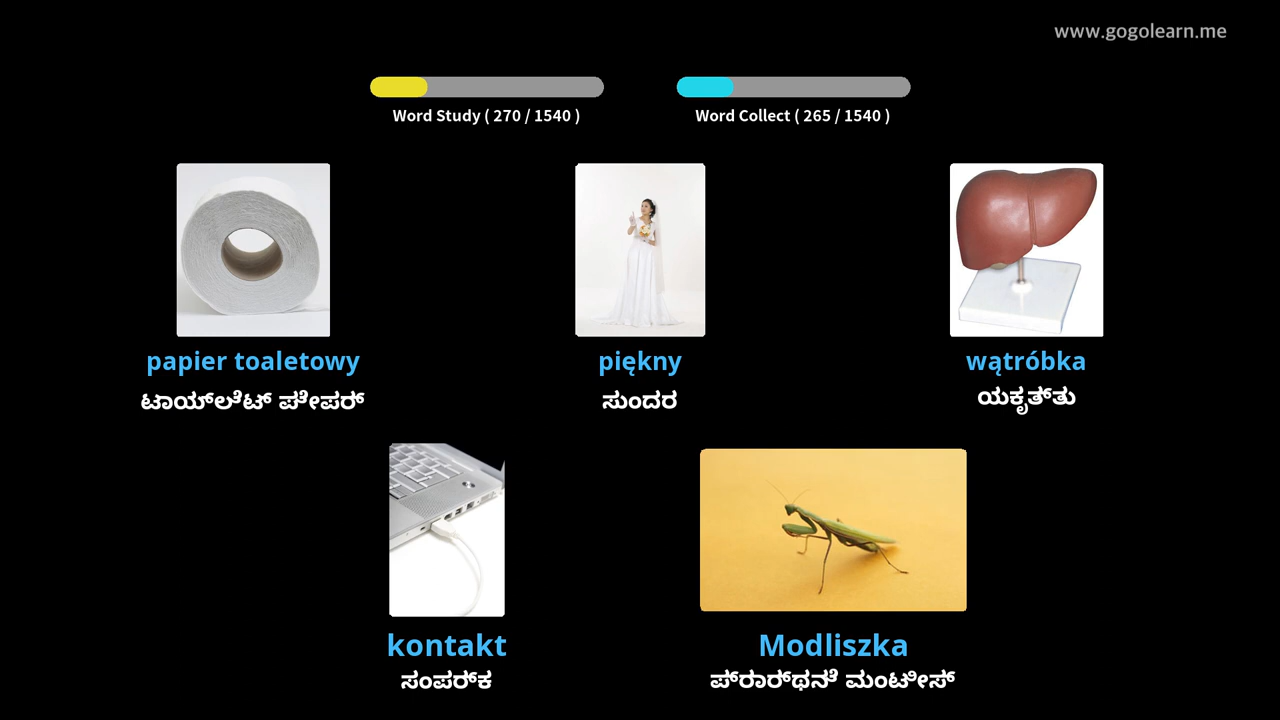 www.gogolearn.me
Word Study ( 270 / 1540 )
Word Collect ( 265 / 1540 )
papier toaletowy
piękny
wątróbka
ಟಾಯ್ಲೆಟ್ ಪೇಪರ್
ಸುಂದರ
ಯಕೃತ್ತು
kontakt
Modliszka
ಸಂಪರ್ಕ
ಪ್ರಾರ್ಥನೆ ಮಂಟೀಸ್